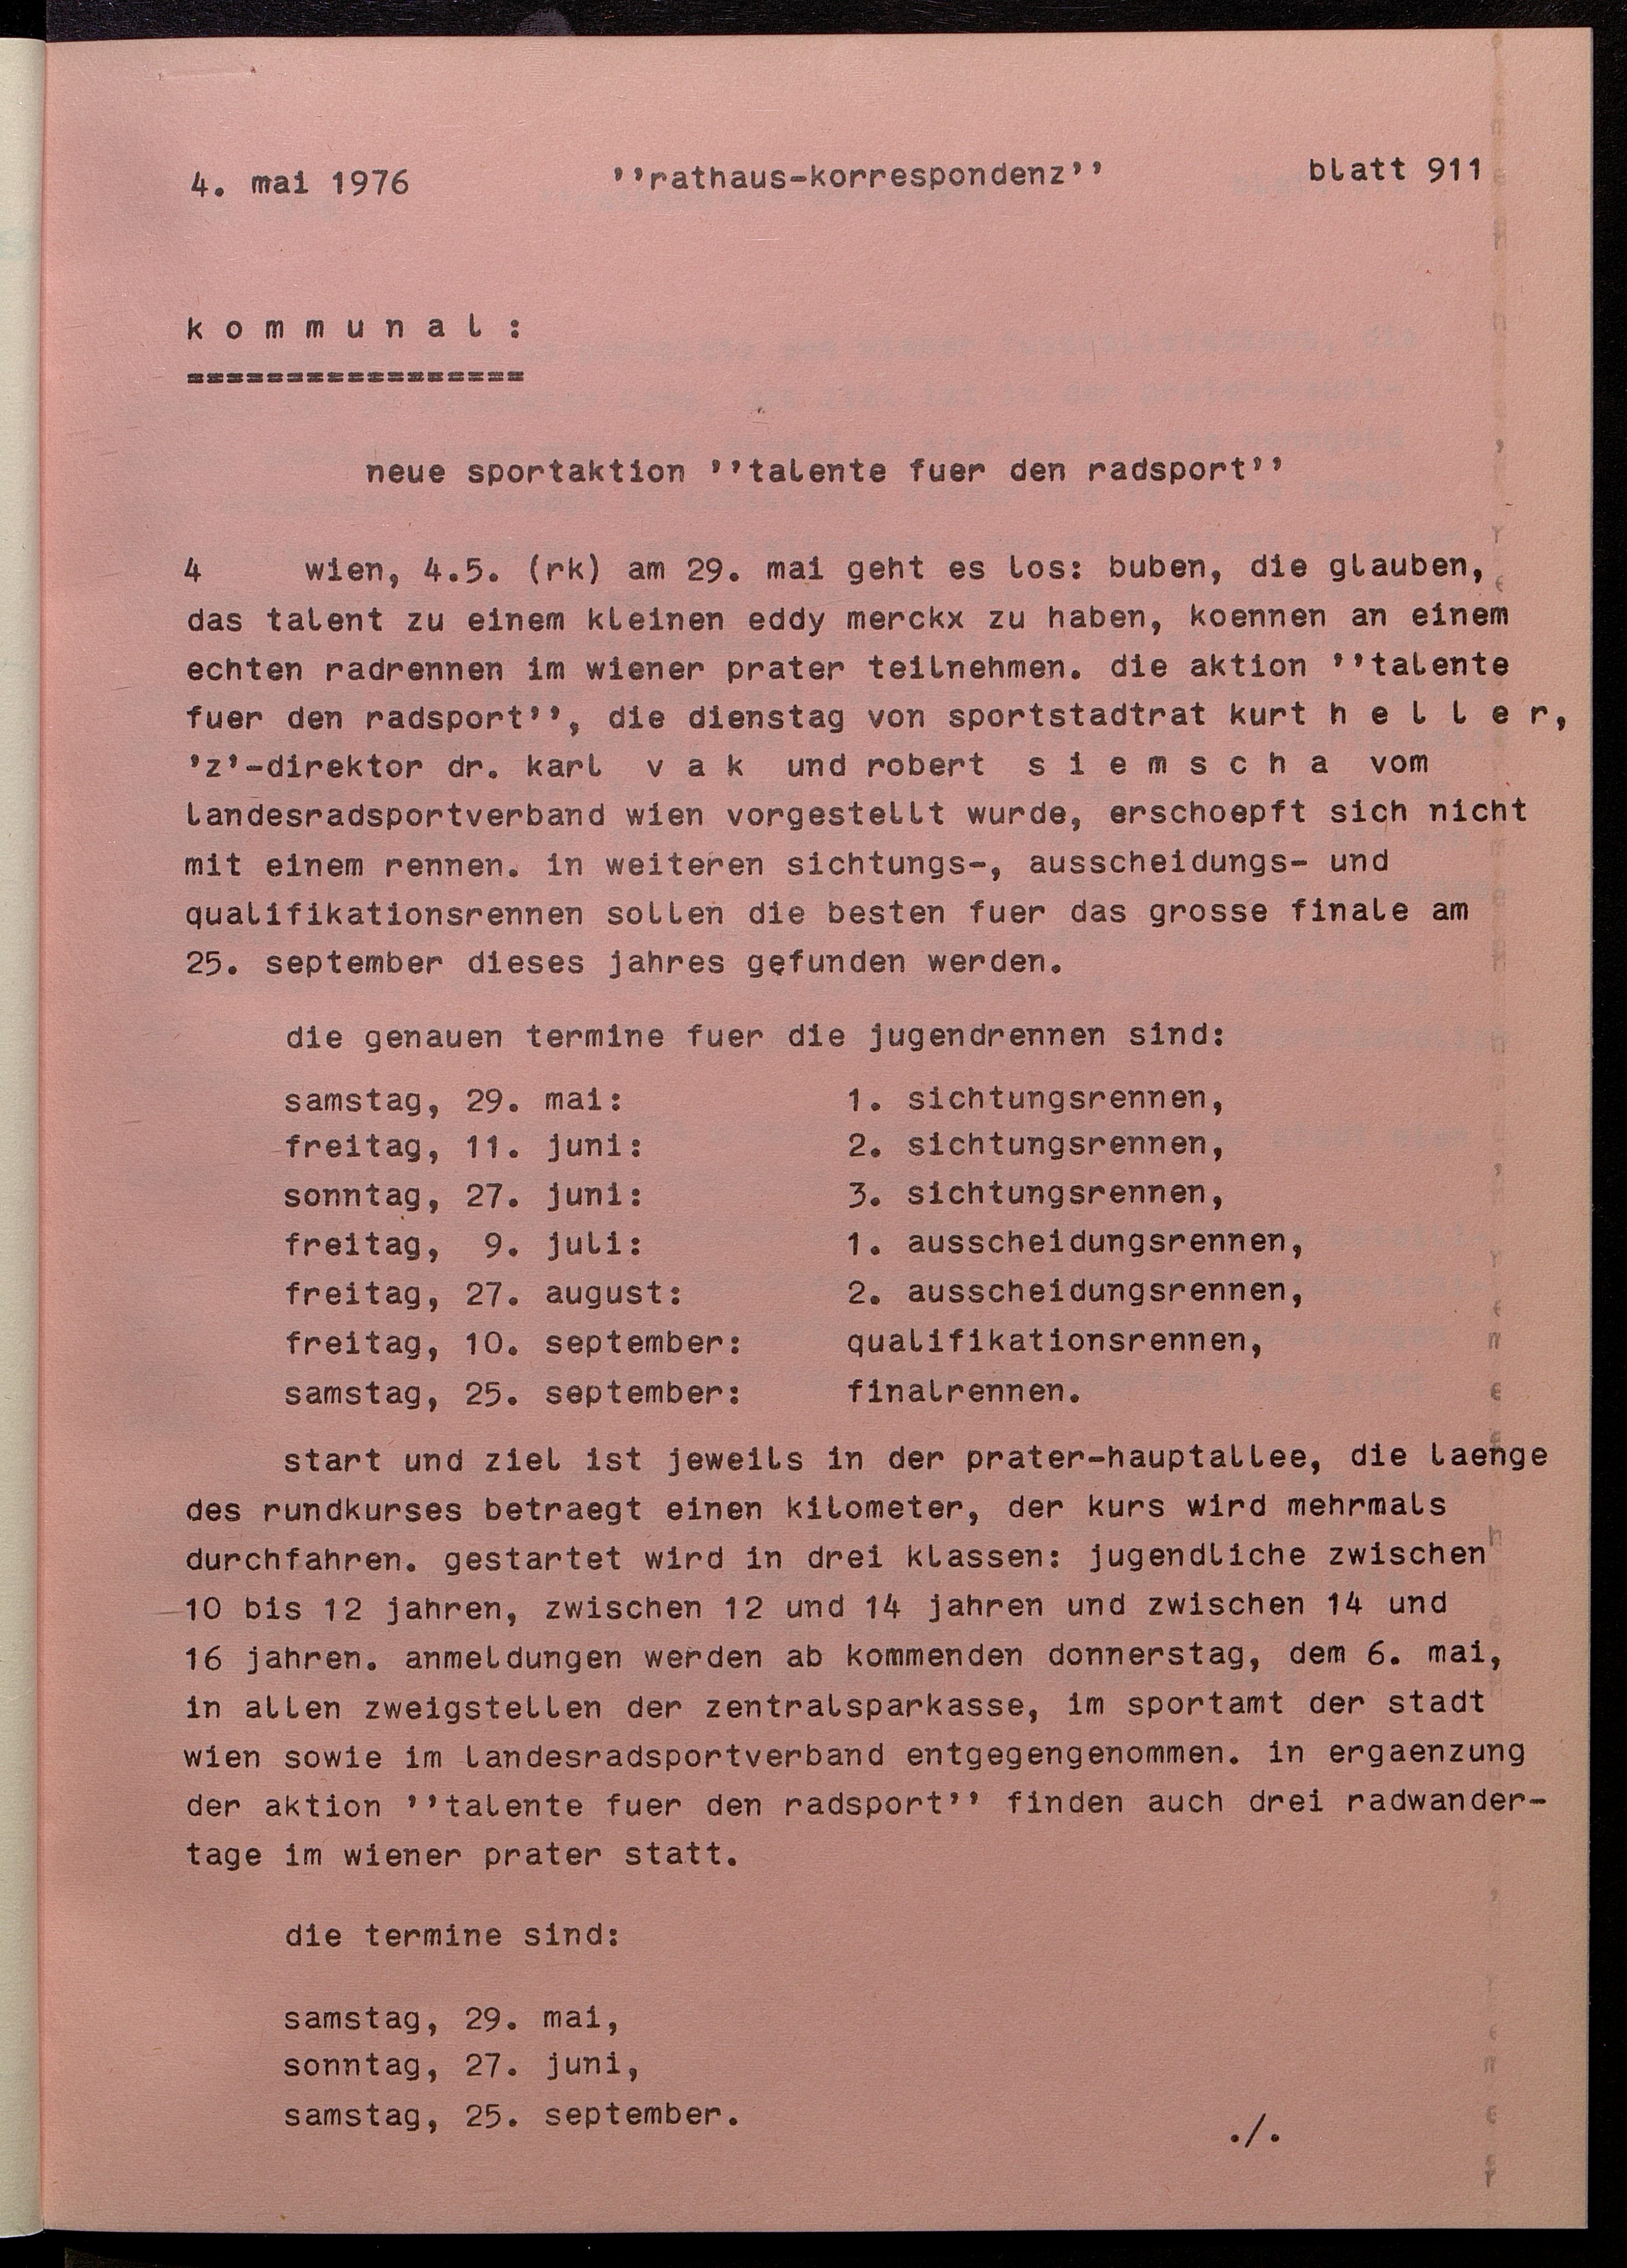 4. mai 1976 ''rathaus-korrespondenz'' blatt 911
k o m m u n a l :
=================
neue sportaktion ''talente fuer den radsport''
4 wien, 4.5. (rk) am 29. mai geht es los: buben, die glauben,
das talent zu einem kleinen eddy merckx zu haben, koennen an einem
echten radrennen im wiener prater teilnehmen. die aktion ''talente
fuer den radsport'', die dienstag von sportstadtrat kurt h e l l e r,
'z'-direktor dr. karl v a k und robert s i e m s c h a vom
landesradsportverband wien vorgestellt wurde, erschoepft sich nicht
mit einem rennen. in weiteren sichtungs-, ausscheidungs- und
qualifikationsrennen sollen die besten fuer das grosse finale am
25. september dieses jahres gefunden werden.
die genauen termine fuer die jugendrennen sind:
samstag, 29. mai: 1. sichtungsrennen,
freitag, 11. juni: 2. sichtungsrennen,
sonntag, 27. juni: 3. sichtungsrennen,
freitag, 9. juli: 1. ausscheidungsrennen,
freitag, 27. august: 2. ausscheidungsrennen,
freitag, 10. september: qualifikationsrennen,
samstag, 25. september: finalrennen.
start und ziel ist jeweils in der prater-hauptallee, die laenge
des rundkurses betraegt einen kilometer, der kurs wird mehrmals
durchfahren. gestartet wird in drei klassen: jugendliche zwischen
10 bis 12 jahren, zwischen 12 und 14 jahren und zwischen 14 und
16 jahren. anmeldungen werden ab kommenden donnerstag, dem 6. mai,
in allen zweigstellen der zentralsparkasse, im sportamt der stadt
wien sowie im landesradsportverband entgegengenommen. in ergaenzung
der aktion ''talente fuer den radsport'' finden auch drei radwander-
tage im wiener prater statt.
die termine sind:
samstag, 29. mai,
sonntag, 27. juni,
samstag, 25. september.
./.